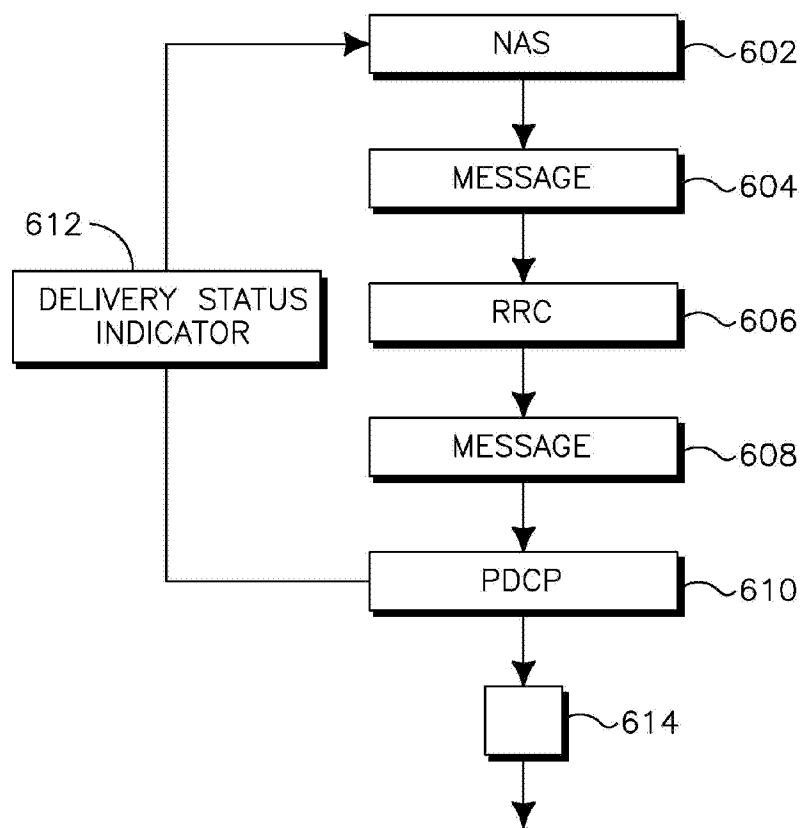 NAS
602
MESSAGE
604
612
DELIVERY STATUS
INDICATOR
RRC
606
MESSAGE
608
PDCP
610
614